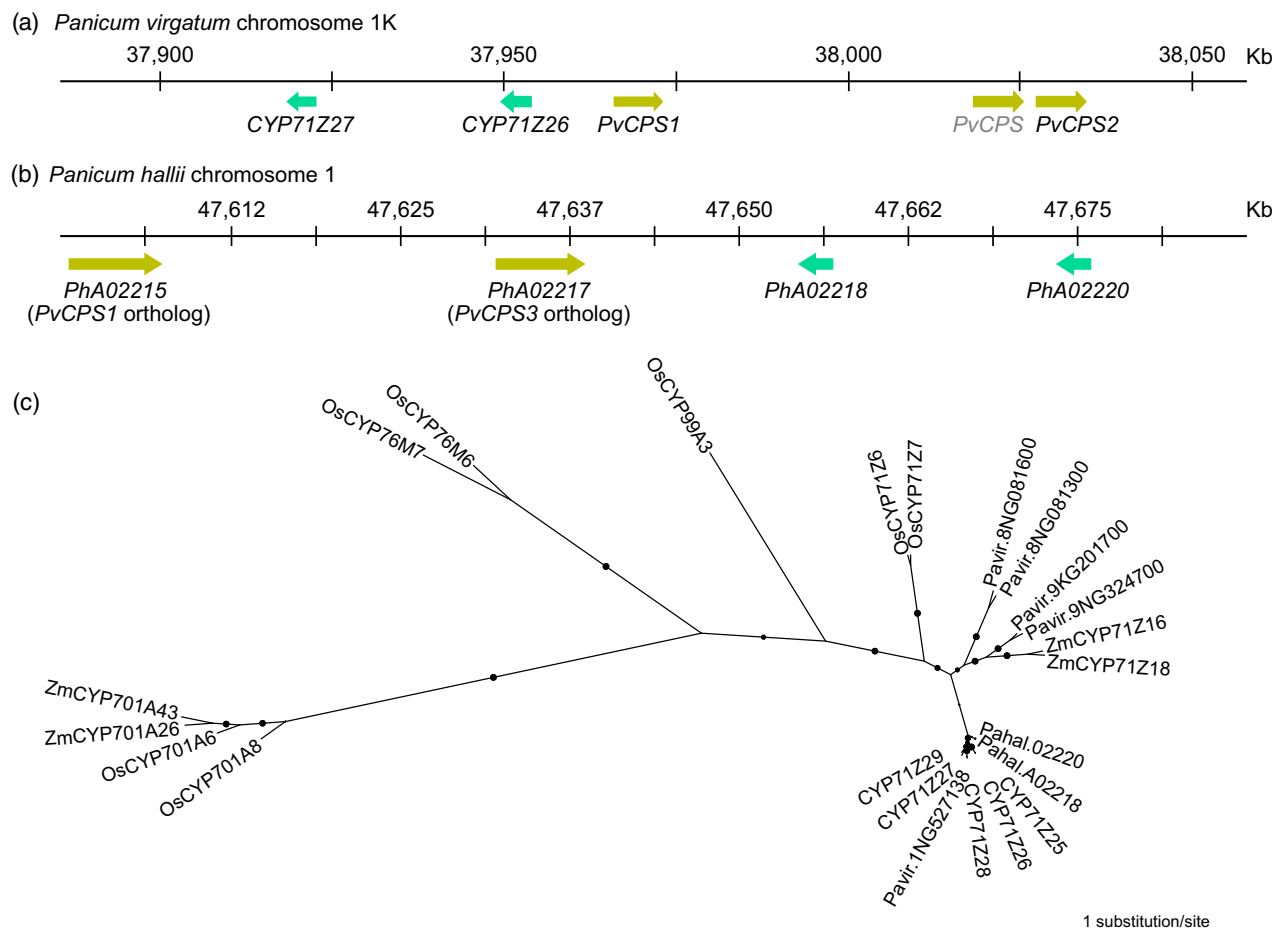 (a) Panicum virgatum chromosome 1K
37,900 37,950 38,000 38,050 Kb
CYP71Z27 CYP71Z26 PvCPS1 PvCPS PvCPS2
(b) Panicum hallii chromosome 1
47,612 47,625 47,637 47,650 47,662 47,675 Kb
PhA02215 PhA02217 PhA02218 PhA02220
(PvCPS1 ortholog) (PvCPS3 ortholog)
(c)
OsCYP76M7
OsCYP76M6
OsCYP99A3
OsCYP71Z6
OsCYP71Z7
Pavir.8NG081600
Pavir.8NG081300
Pavir.9KG201700
Pavir.9NG324700
ZmCYP71Z16
ZmCYP71Z18
ZmCYP701A43
ZmCYP701A26
OsCYP701A6
OsCYP701A8
Pahal.02220
Pahal.A02218
CYP71Z25
CYP71Z26
CYP71Z28
Pavir.1NG527138
CYP71Z27
CYP71Z29
1 substitution/site